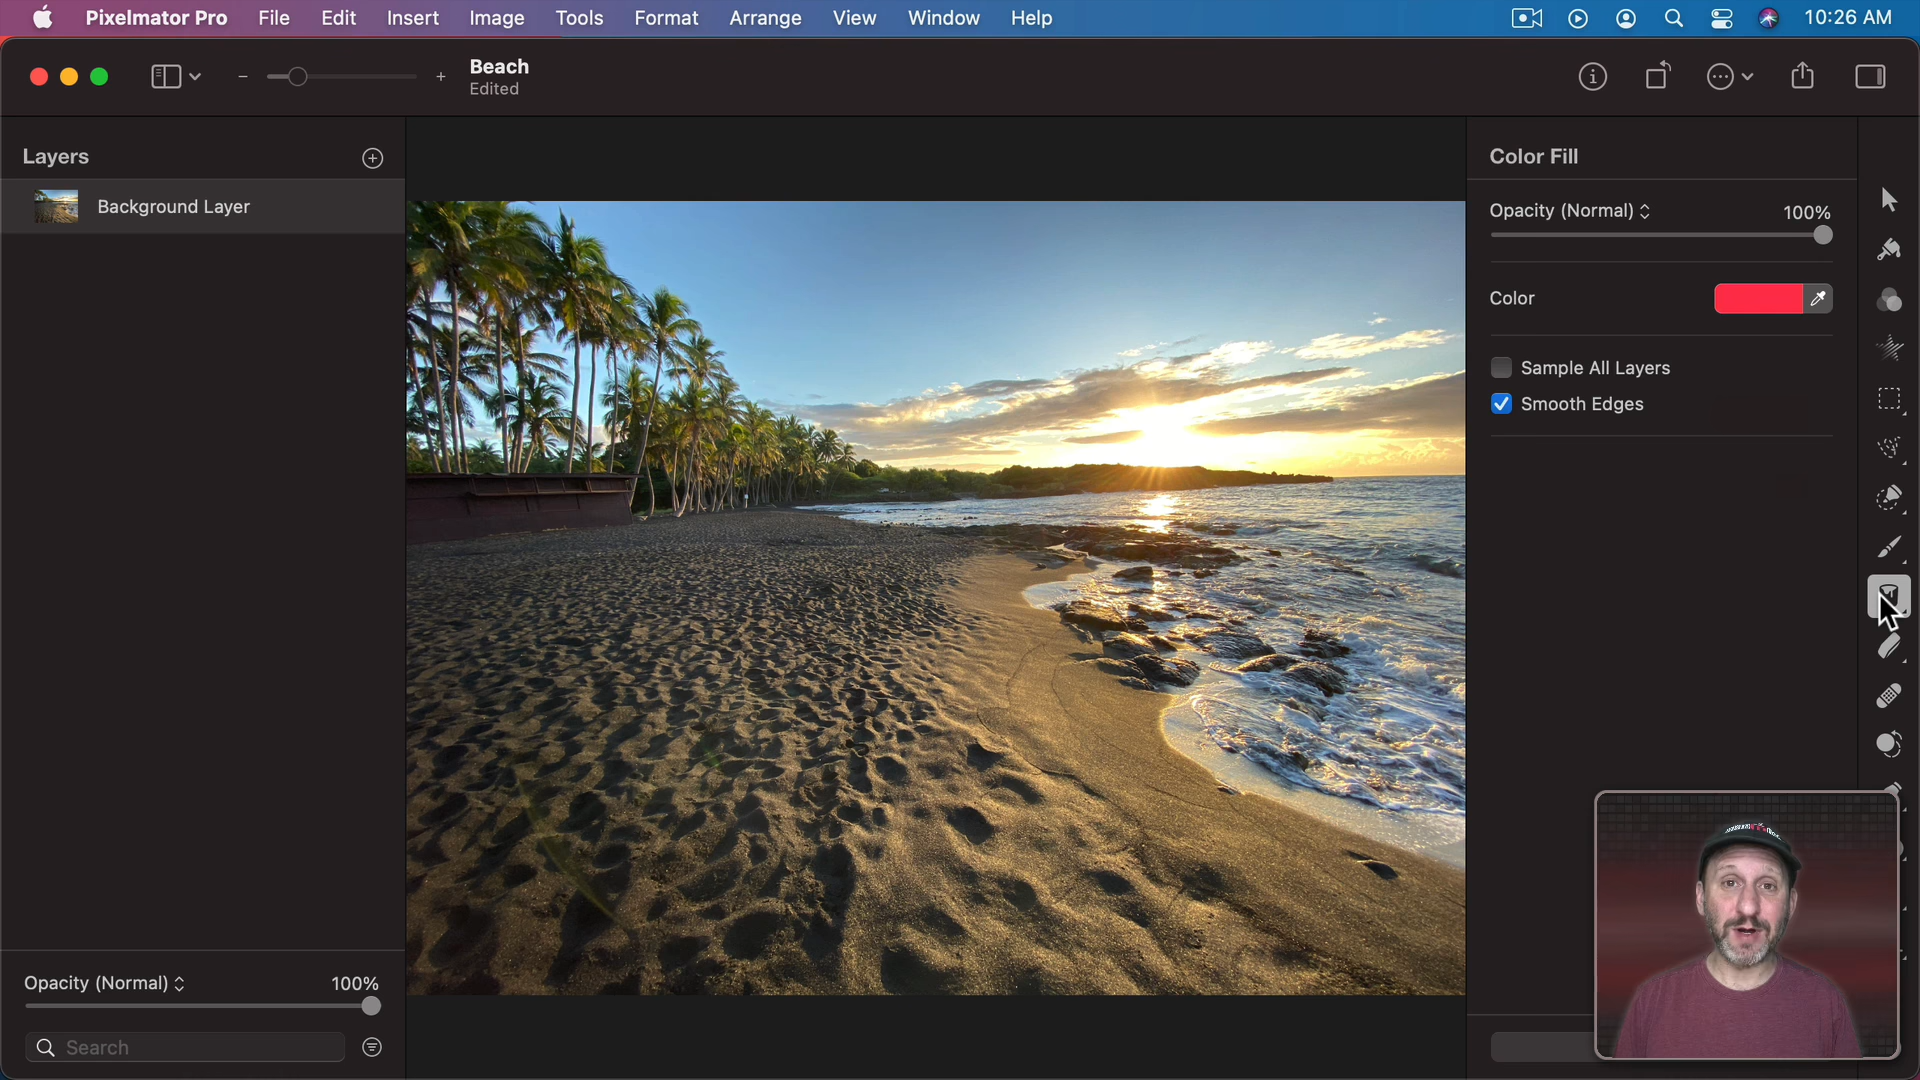 Pixelmator Pro File Edit Insert Image Tools Format Arrange View Window Help 10:26 AM
Beach
Edited
Layers
Background Layer
Color Fill
Opacity (Normal) 100%
Color
Sample All Layers
Smooth Edges
Opacity (Normal) 100%
Search